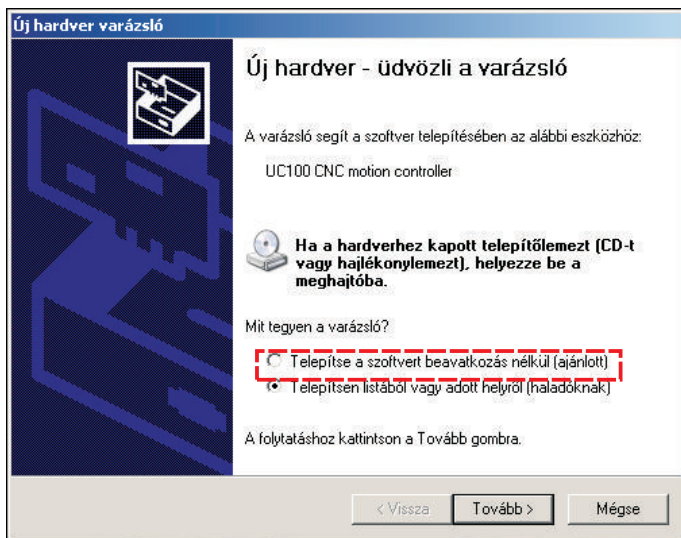 Új hardver varázsló
Új hardver - üdvözli a varázsló
A varázsló segít a szoftver telepítésében az alábbi eszközhöz:
UC100 CNC motion controller
Ha a hardverhez kapott telepítőlemezt (CD-t
vagy hajlékonylemezt), helyezze be a
meghajtóba.
Mit tegyen a varázsló?
Telepítse a szoftvert beavatkozás nélkül (ajánlott)
Telepítsen listából vagy adott helyről (haladóknak)
A folytatáshoz kattintson a Tovább gombra.
< Vissza Tovább > Mégse